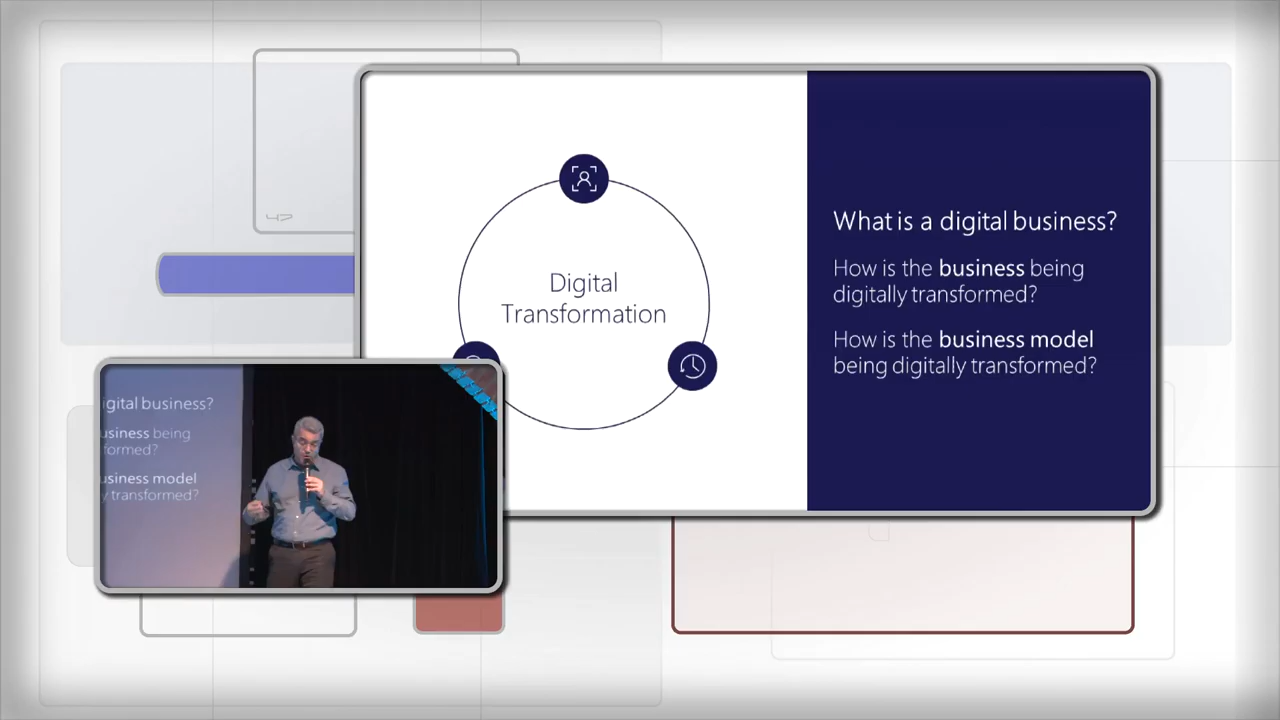 47
Digital
Transformation
What is a digital business?
How is the business being
digitally transformed?
How is the business model
being digitally transformed?
igital business?
usiness being
formed?
usiness model
y transformed?